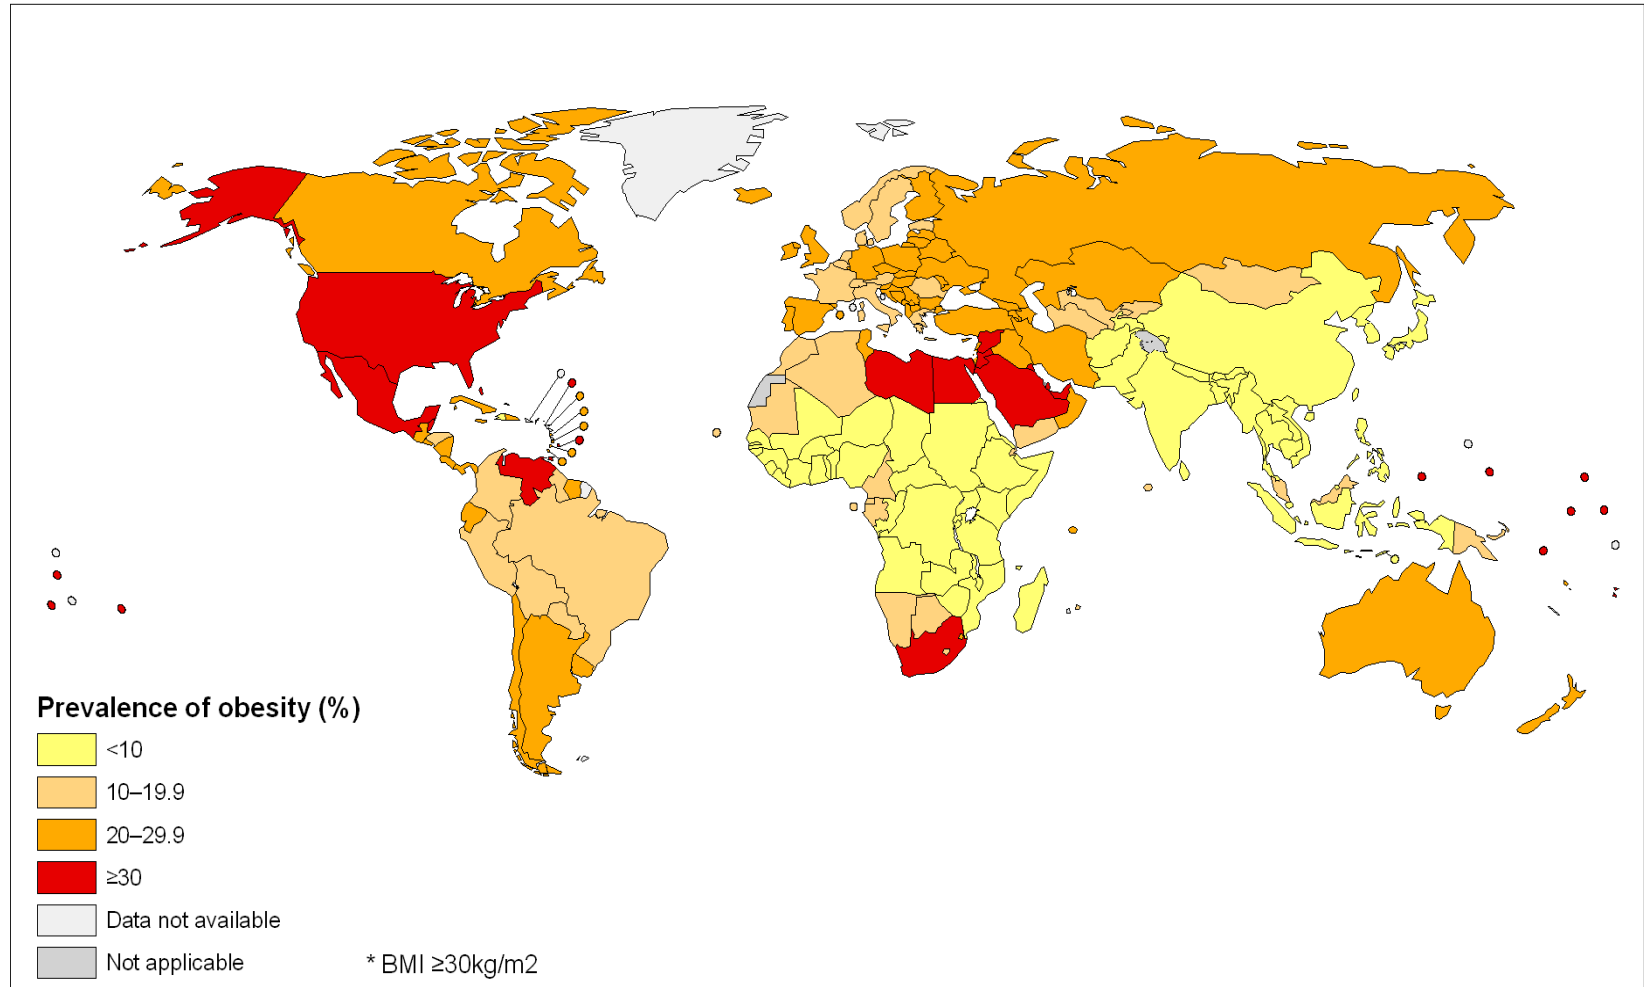 Prevalence of obesity (%)
<10
10–19.9
20–29.9
≥30
Data not available
Not applicable
* BMI ≥30kg/m2